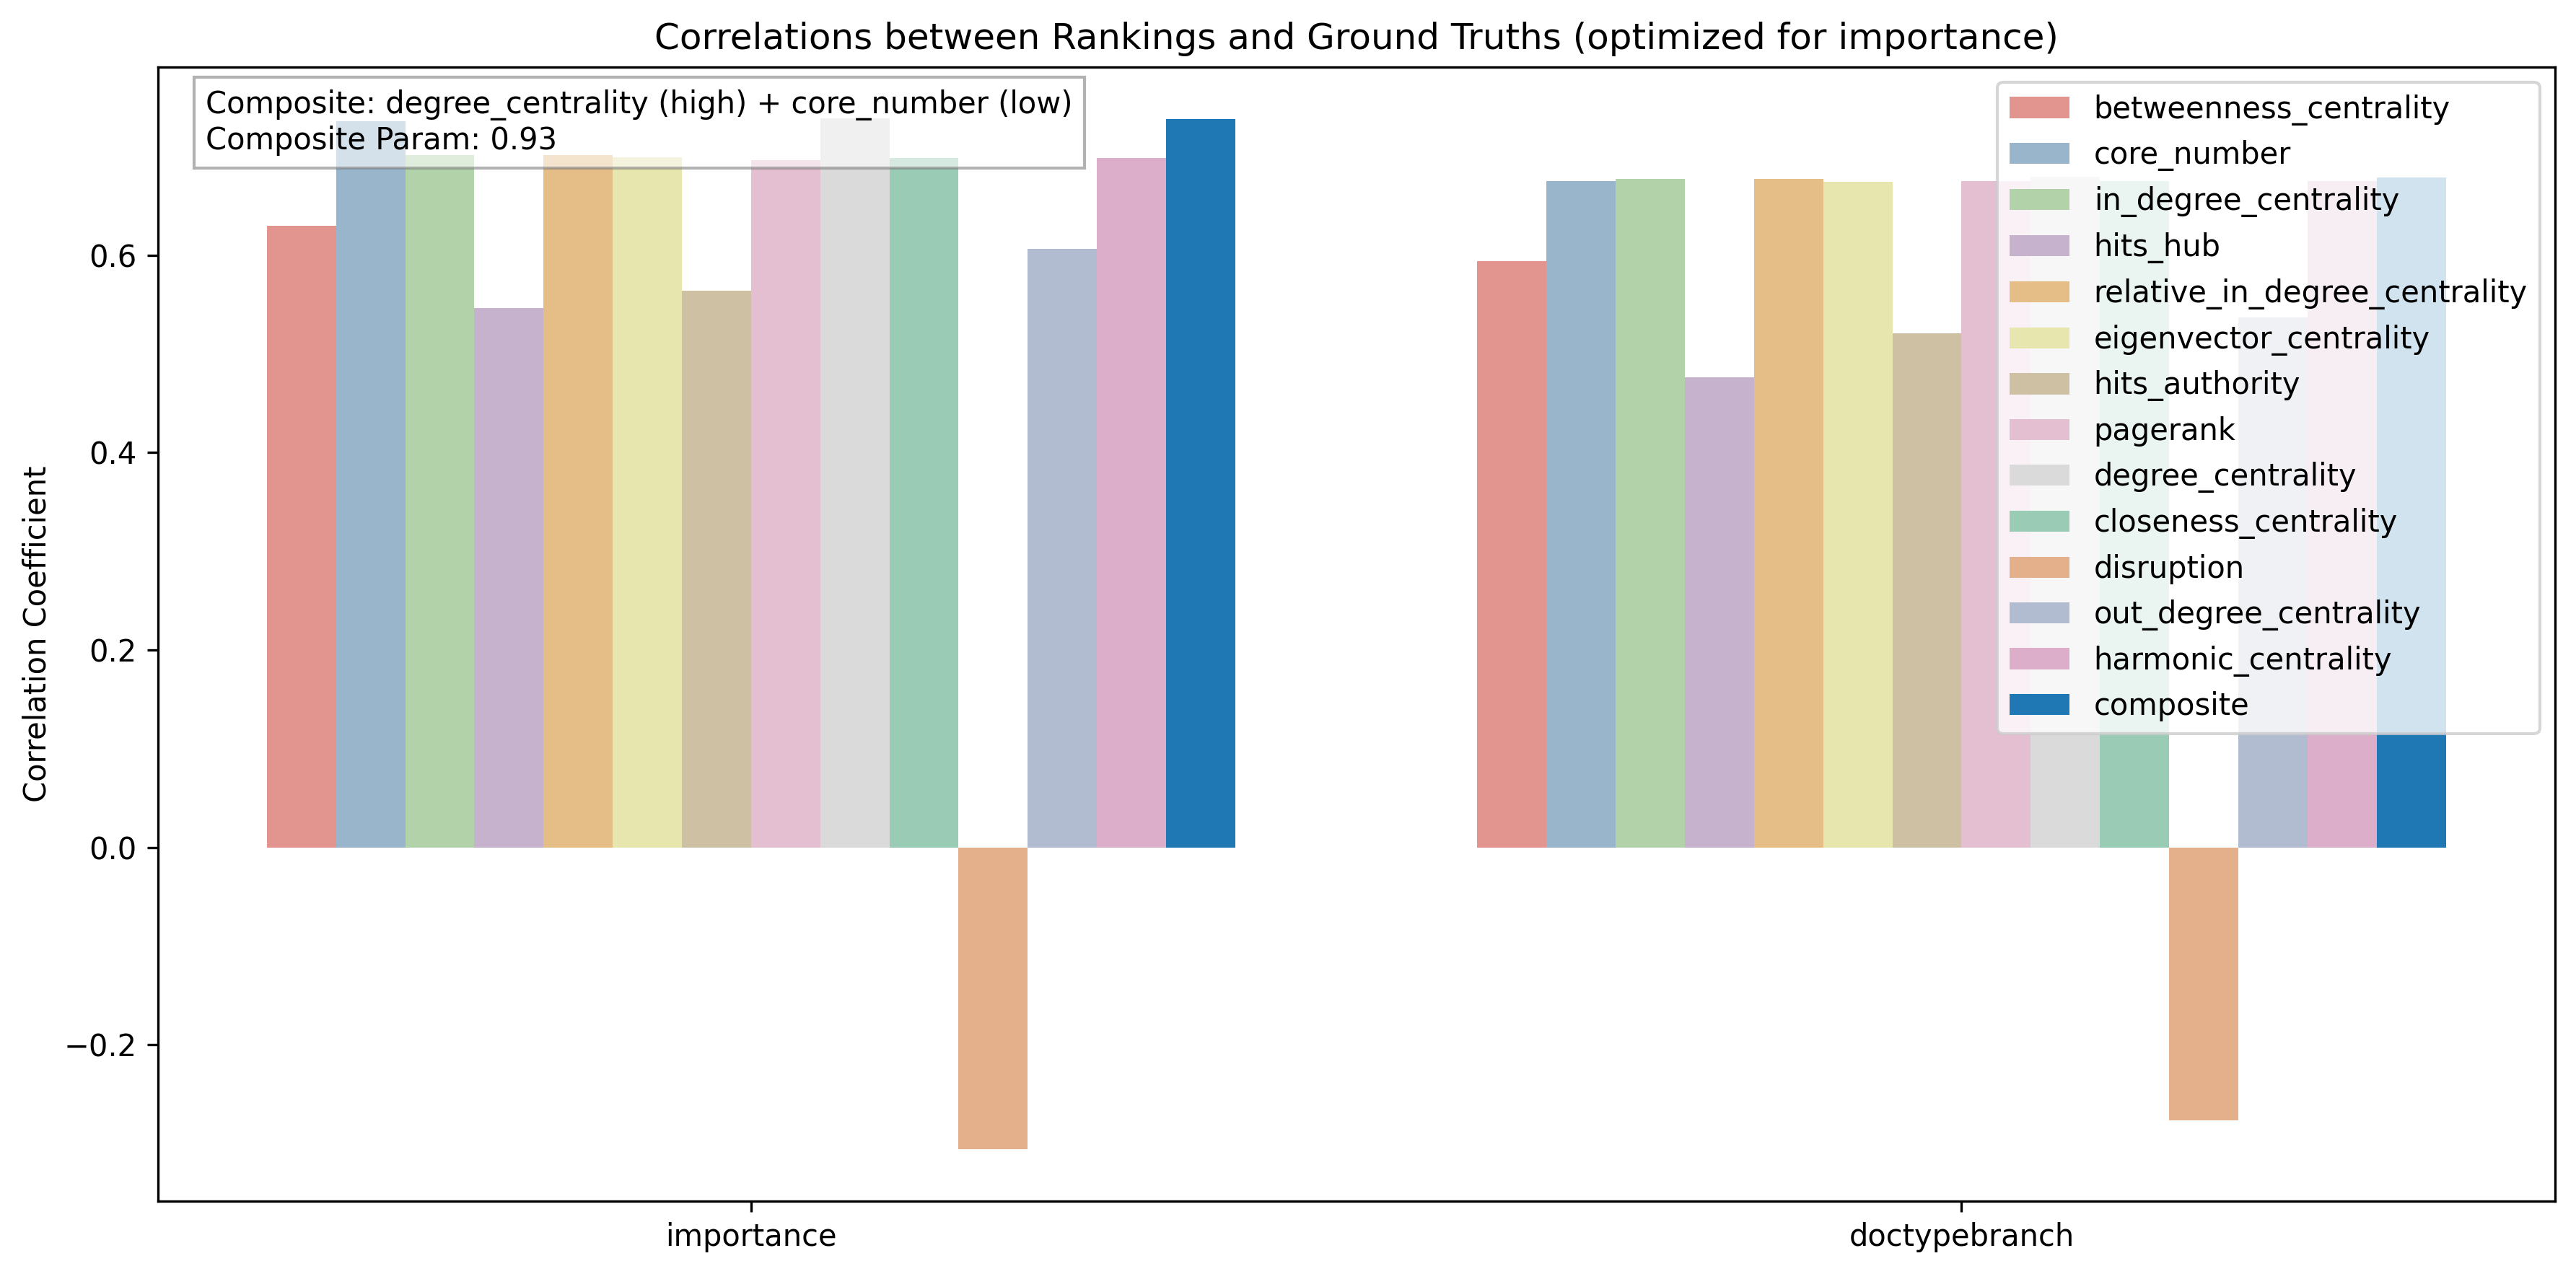 Correlations between Rankings and Ground Truths (optimized for importance)
Composite: degree_centrality (high) + core_number (low)
Composite Param: 0.93
betweenness_centrality
core_number
in_degree_centrality
hits_hub
relative_in_degree_centrality
eigenvector_centrality
hits_authority
pagerank
degree_centrality
closeness_centrality
disruption
out_degree_centrality
harmonic_centrality
composite
Correlation Coefficient
0.6
0.4
0.2
0.0
−0.2
importance
doctypebranch